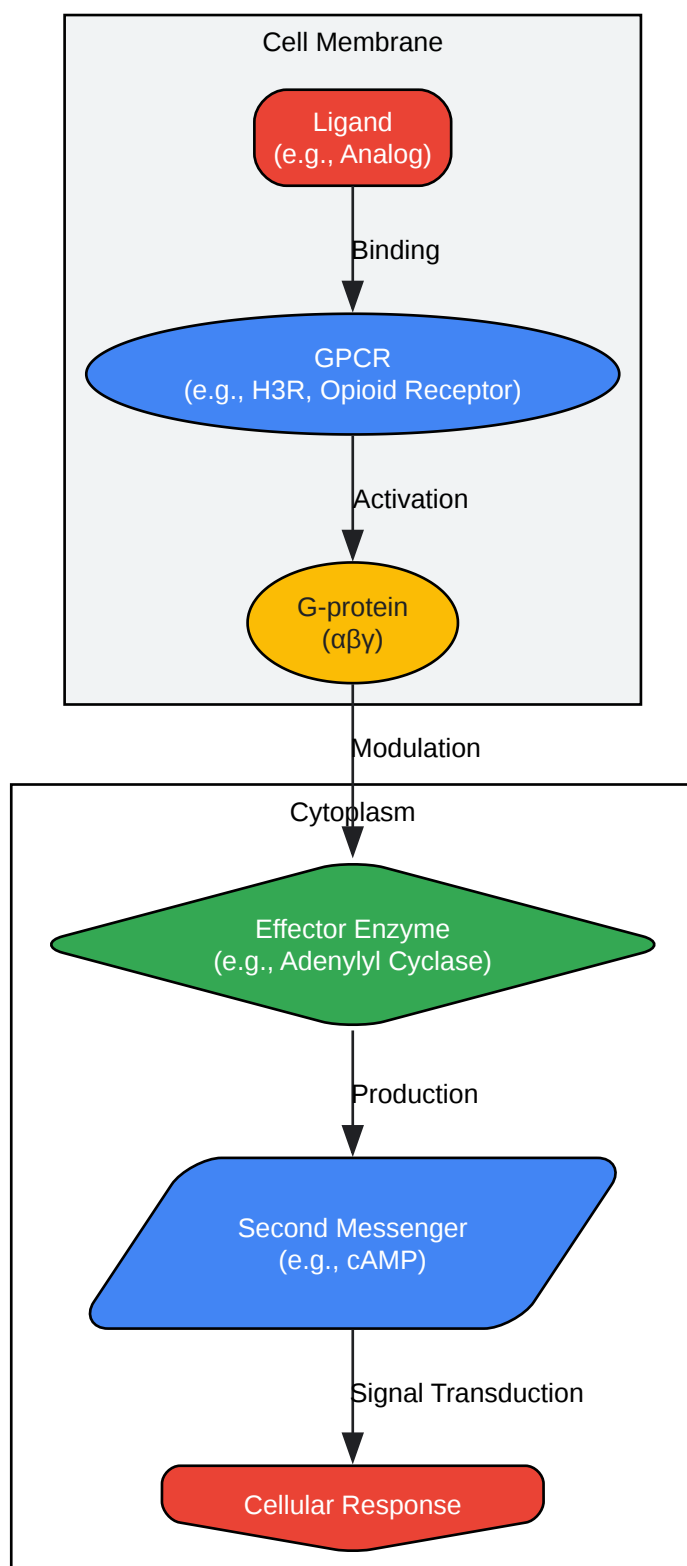 Cell Membrane
Ligand
(e.g., Analog)
Binding
GPCR
(e.g., H3R, Opioid Receptor)
Activation
G-protein
(αβγ)
Modulation
Cytoplasm
Effector Enzyme
(e.g., Adenylyl Cyclase)
Production
Second Messenger
(e.g., cAMP)
Signal Transduction
Cellular Response